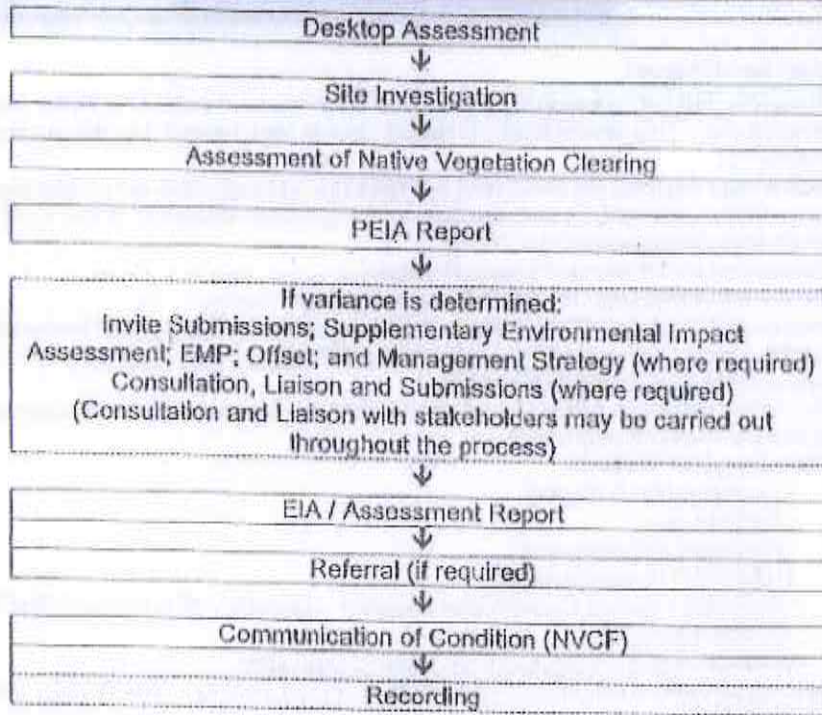 Desktop Assessment
Site Investigation
Assessment of Native Vegetation Clearing
PEIA Report
If variance is determined:
Invite Submissions; Supplementary Environmental Impact
Assessment; EMP; Offset; and Management Strategy (where required)
Consultation, Liaison and Submissions (where required)
(Consultation and Liaison with stakeholders may be carried out
throughout the process)
EIA / Assessment Report
Referral (if required)
Communication of Condition (NVCF)
Recording